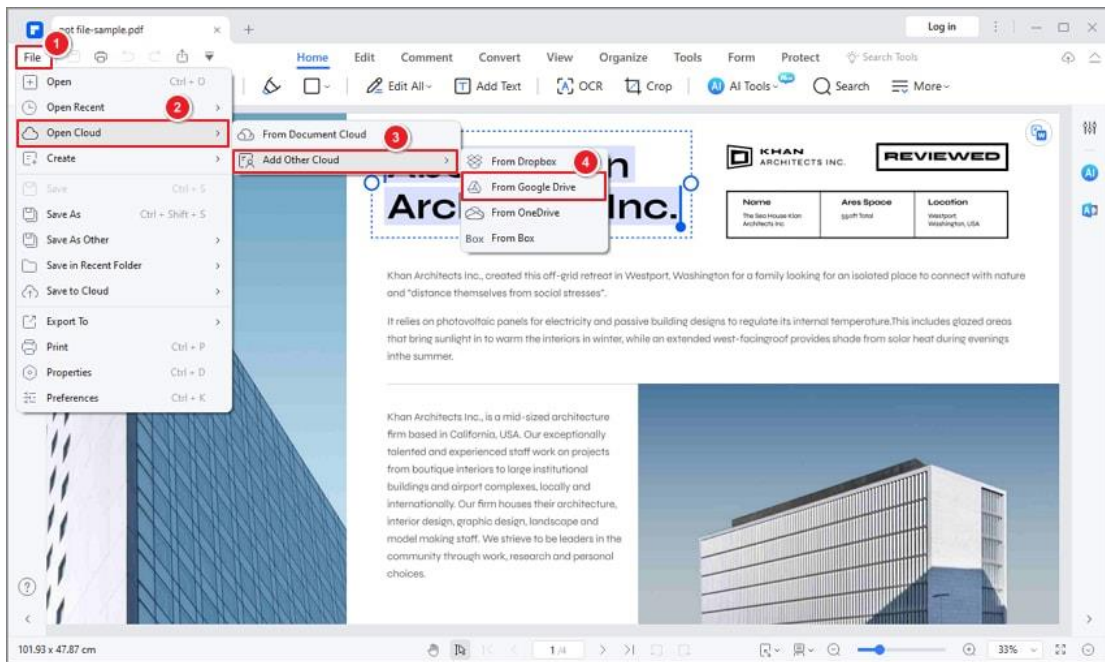 not file-sample.pdf
Log in
1
File
Home Edit Comment Convert View Organize Tools Form Protect Search Tools
Edit All Add Text OCR Crop AI AI Tools Search More
Open Ctrl + O
Open Recent
2
Open Cloud
Create
Save Ctrl + S
Save As Ctrl + Shift + S
Save As Other
Save in Recent Folder
Save to Cloud
Export To
Print Ctrl + P
Properties Ctrl + D
Preferences Ctrl + K
From Document Cloud
3
Add Other Cloud
From Dropbox
4
From Google Drive
From OneDrive
Box From Box
Arc Inc.
KHAN
ARCHITECTS INC.
REVIEWED
Name Ares Spoce Location
The Sea House Klan Architects Inc
550ft Total
Westport,
Washington, USA
AI
Khan Architects Inc., created this off-grid retreat in Westport, Washington for a family looking for an isolated place to connect with nature
and "distance themselves from social stresses".
It relies on photovoltaic panels for electricity and passive building designs to regulate its internal temperature.This includes glazed areas
that bring sunlight in to warm the interiors in winter, while an extended west-facingroof provides shade from solar heat during evenings
inthe summer.
Khan Architects Inc., is a mid-sized architecture
firm based in California, USA. Our exceptionally
talented and experienced staff work on projects
from boutique interiors to large institutional
buildings and airport complexes, locally and
internationally. Our firm houses their architecture,
interior design, graphic design, landscape and
model making staff. We strieve to be leaders in the
community through work, research and personal
choices.
101.93 x 47.87 cm
1 /4
33%